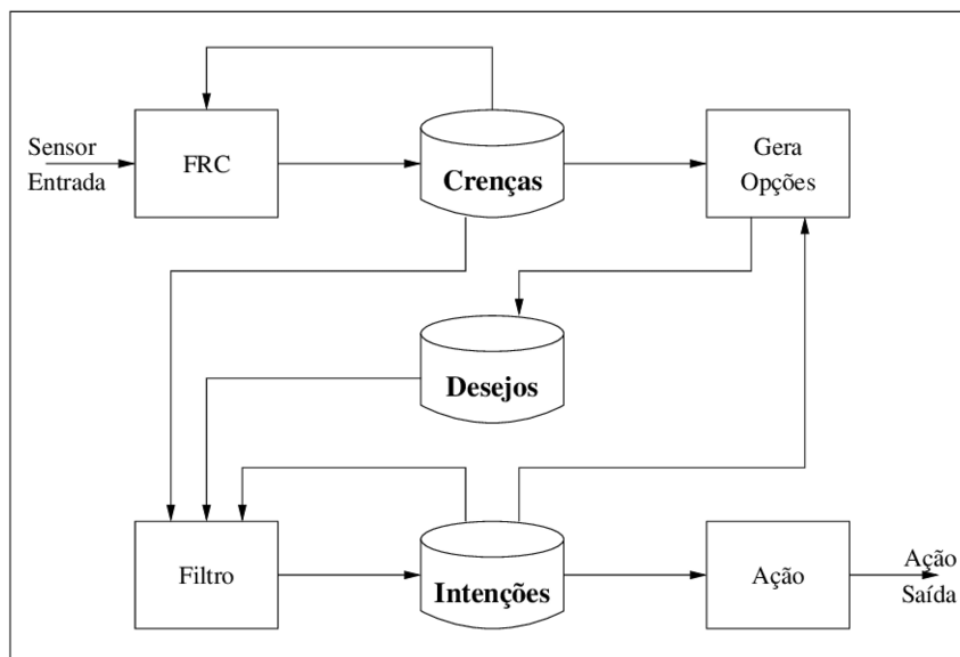 Sensor
Entrada
FRC
Crenças
Gera
Opções
Desejos
Filtro
Intenções
Ação
Ação
Saída